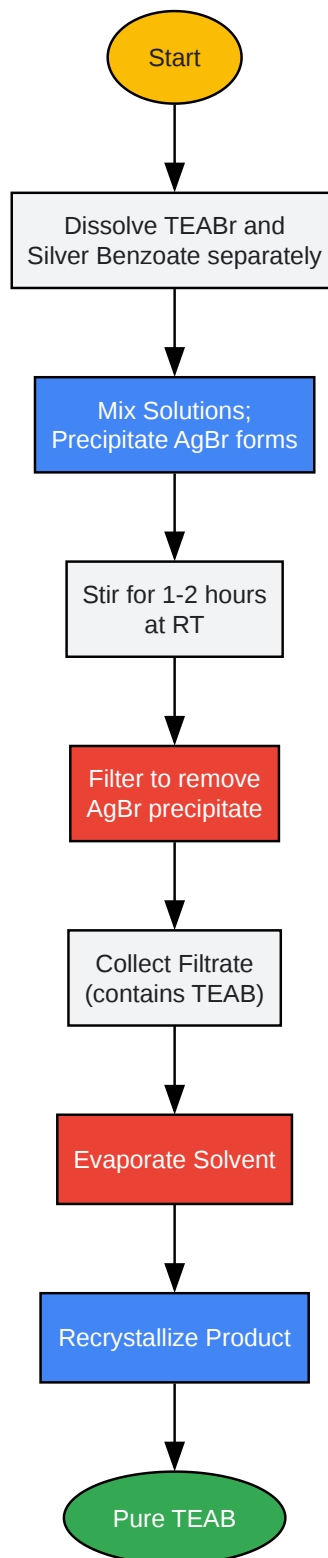 Start
Dissolve TEABr and
Silver Benzoate separately
Mix Solutions;
Precipitate AgBr forms
Stir for 1-2 hours
at RT
Filter to remove
AgBr precipitate
Collect Filtrate
(contains TEAB)
Evaporate Solvent
Recrystallize Product
Pure TEAB